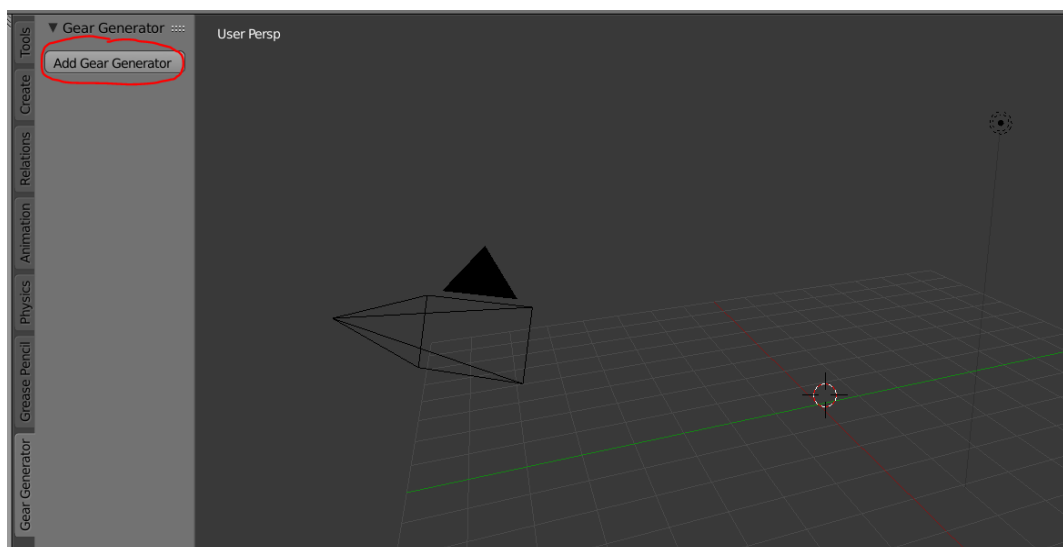 Gear Generator
Add Gear Generator
User Persp
Tools
Create
Relations
Animation
Physics
Grease Pencil
Gear Generator